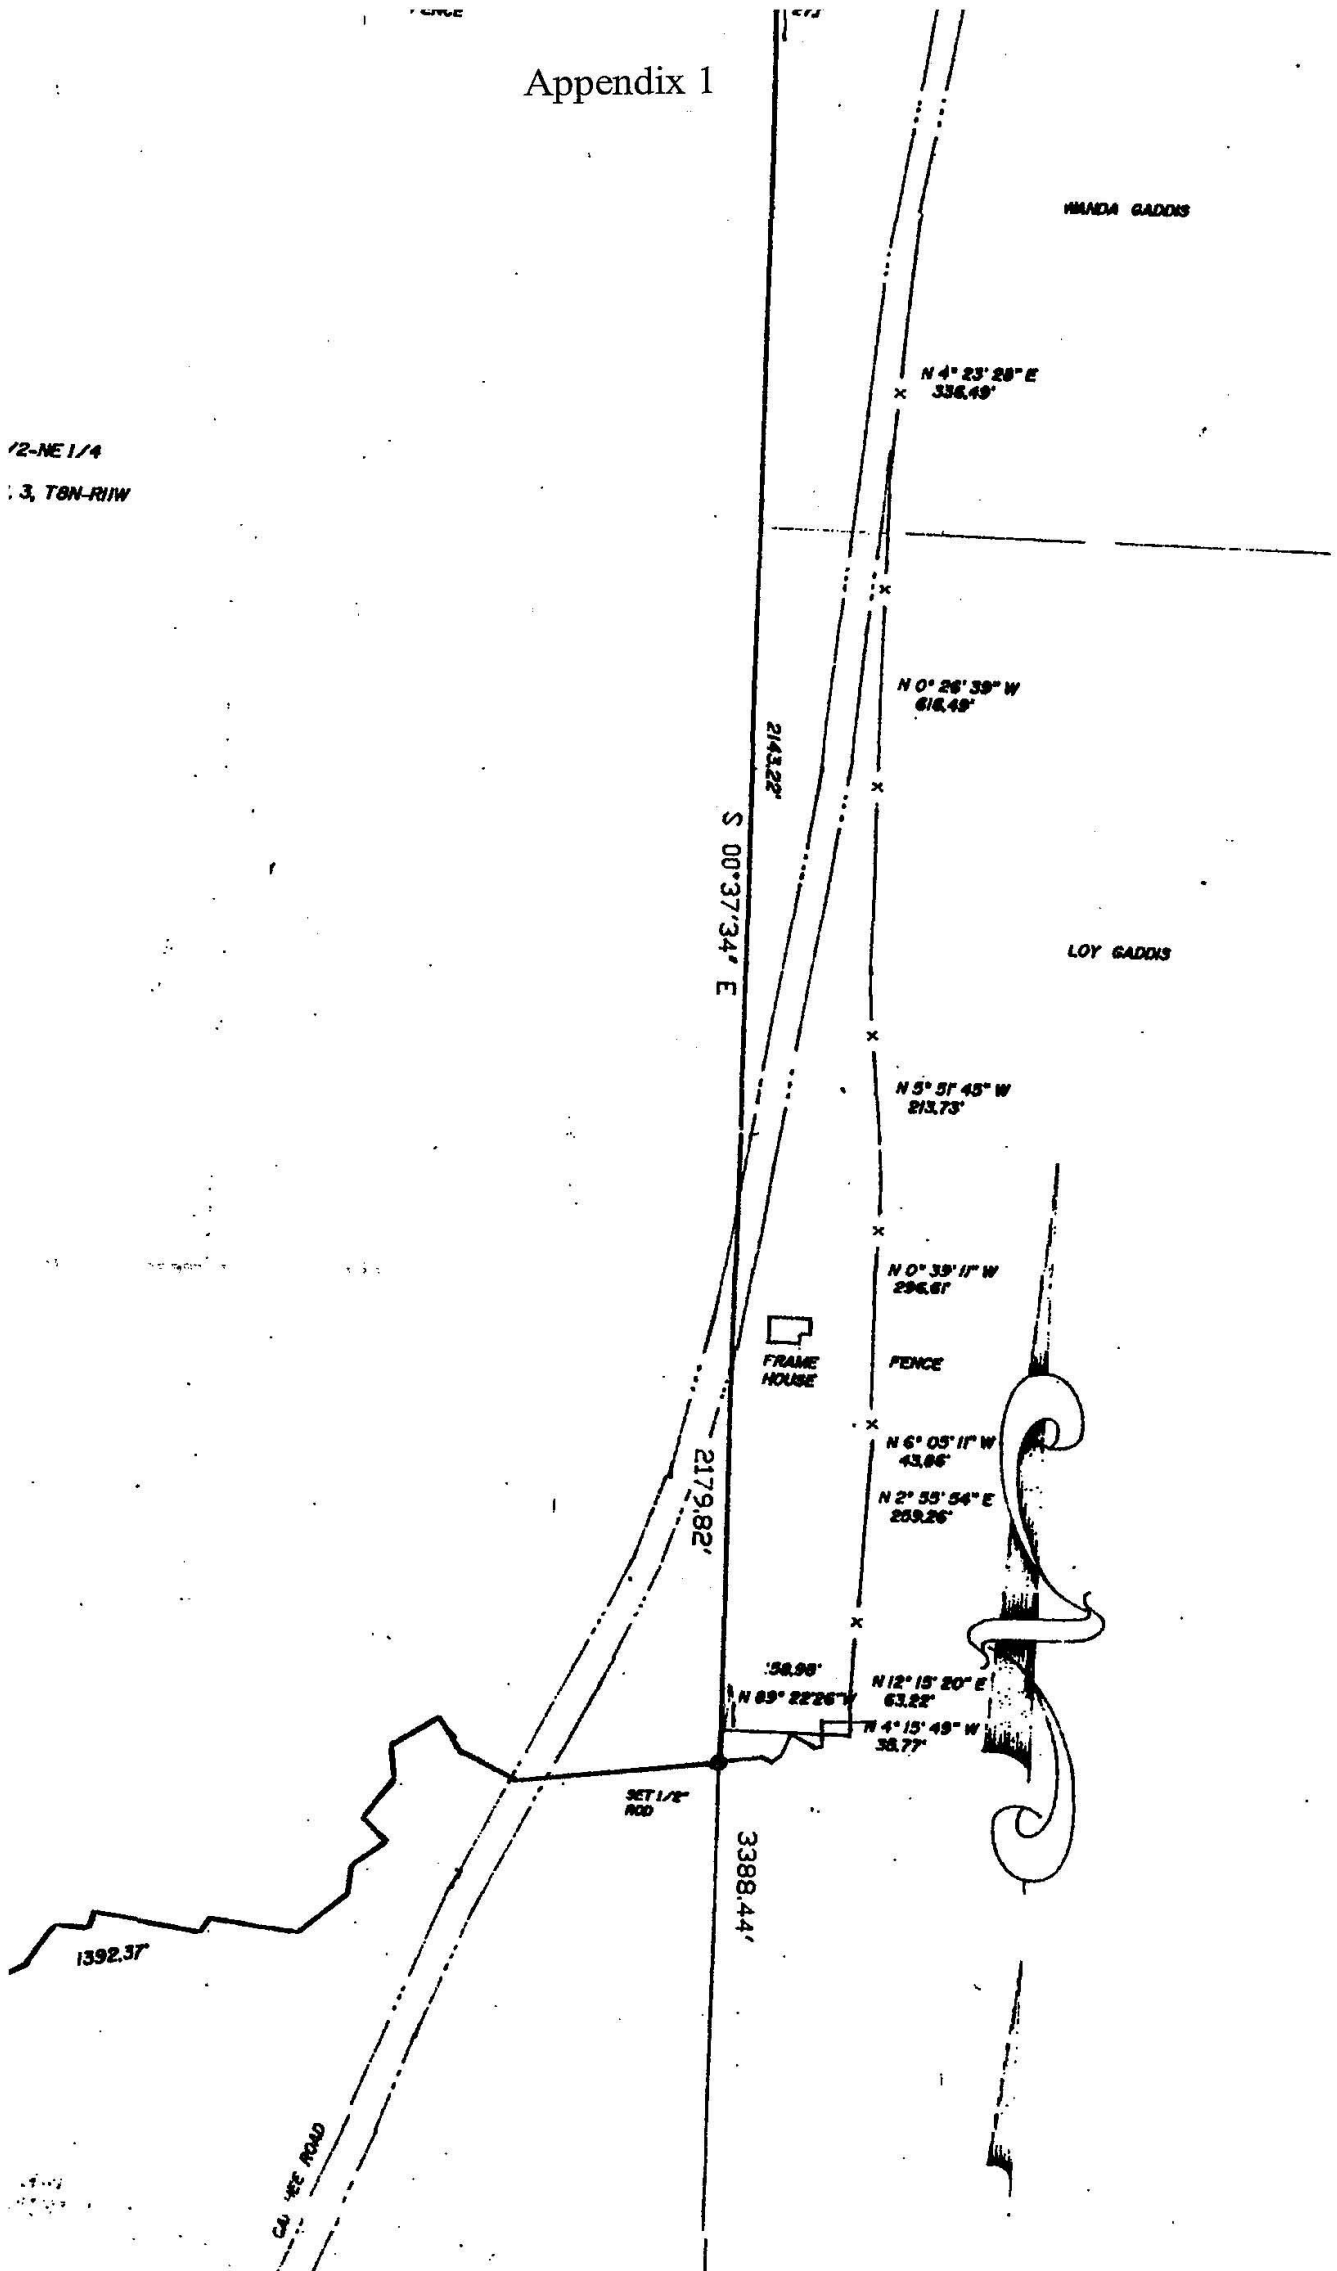 FENCE
Appendix 1
WANDA GADDIS
N 4° 23' 28" E
336.49'
/2-NE 1/4
3, T8N-R11W
N 0° 26' 39" W
616.49'
2143.22'
S 00°37'34" E
LOY GADDIS
N 5° 51' 45" W
213.73'
N 0° 39' 11" W
296.61'
FRAME
HOUSE
FENCE
N 6° 05' 11" W
43.86'
N 2° 55' 54" E
259.26'
2179.82'
58.98'
N 89° 22'26" W
N 12° 15' 20" E
63.22'
N 4° 15' 49" W
38.77'
SET 1/2"
ROD
3388.44'
1392.37'
ROAD